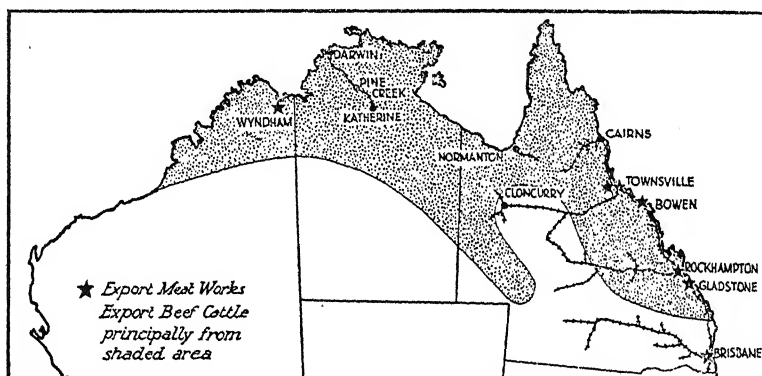 DARWIN
PINE
CREEK
KATHERINE
WYNDHAM
NORMANTON
CLONCURRY
CAIRNS
TOWNSVILLE
BOWEN
ROCKHAMPTON
GLADSTONE
BRISBANE
★ Export Meat Works
Export Beef Cattle
principally from
shaded area